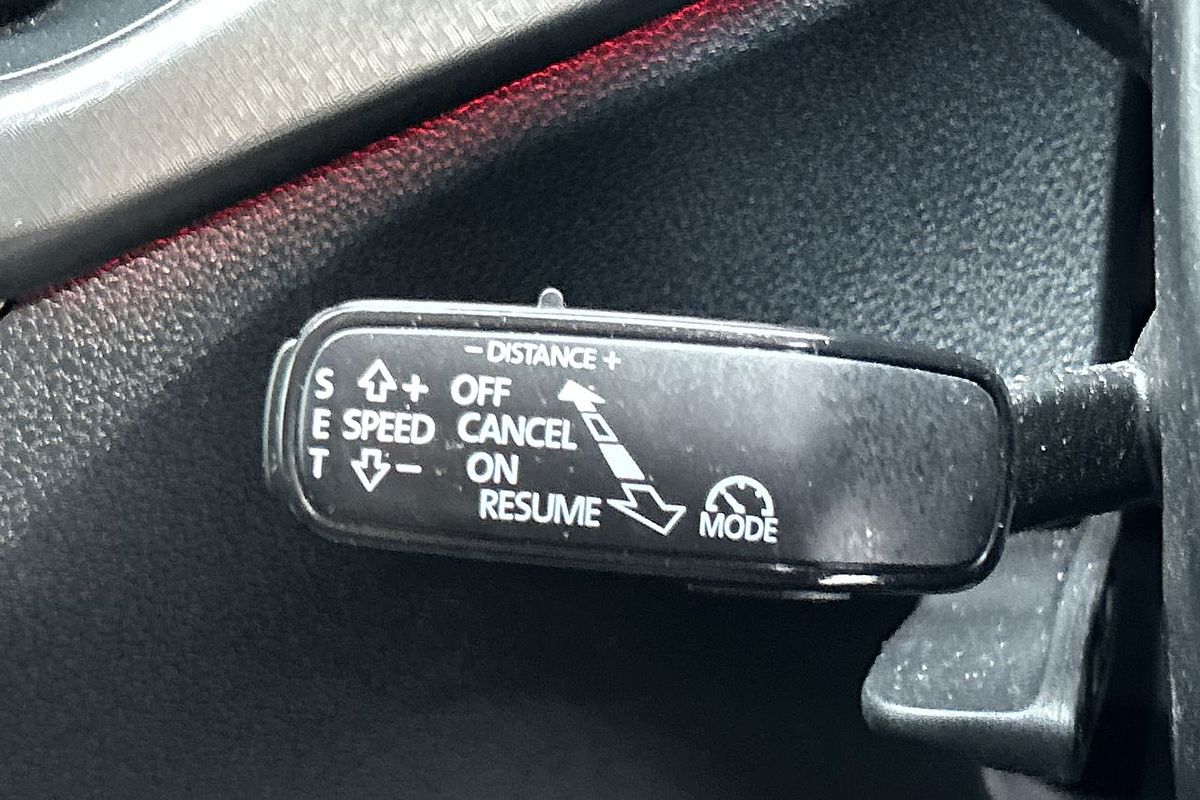 – DISTANCE +
S + OFF
E SPEED CANCEL
T – ON
RESUME
MODE